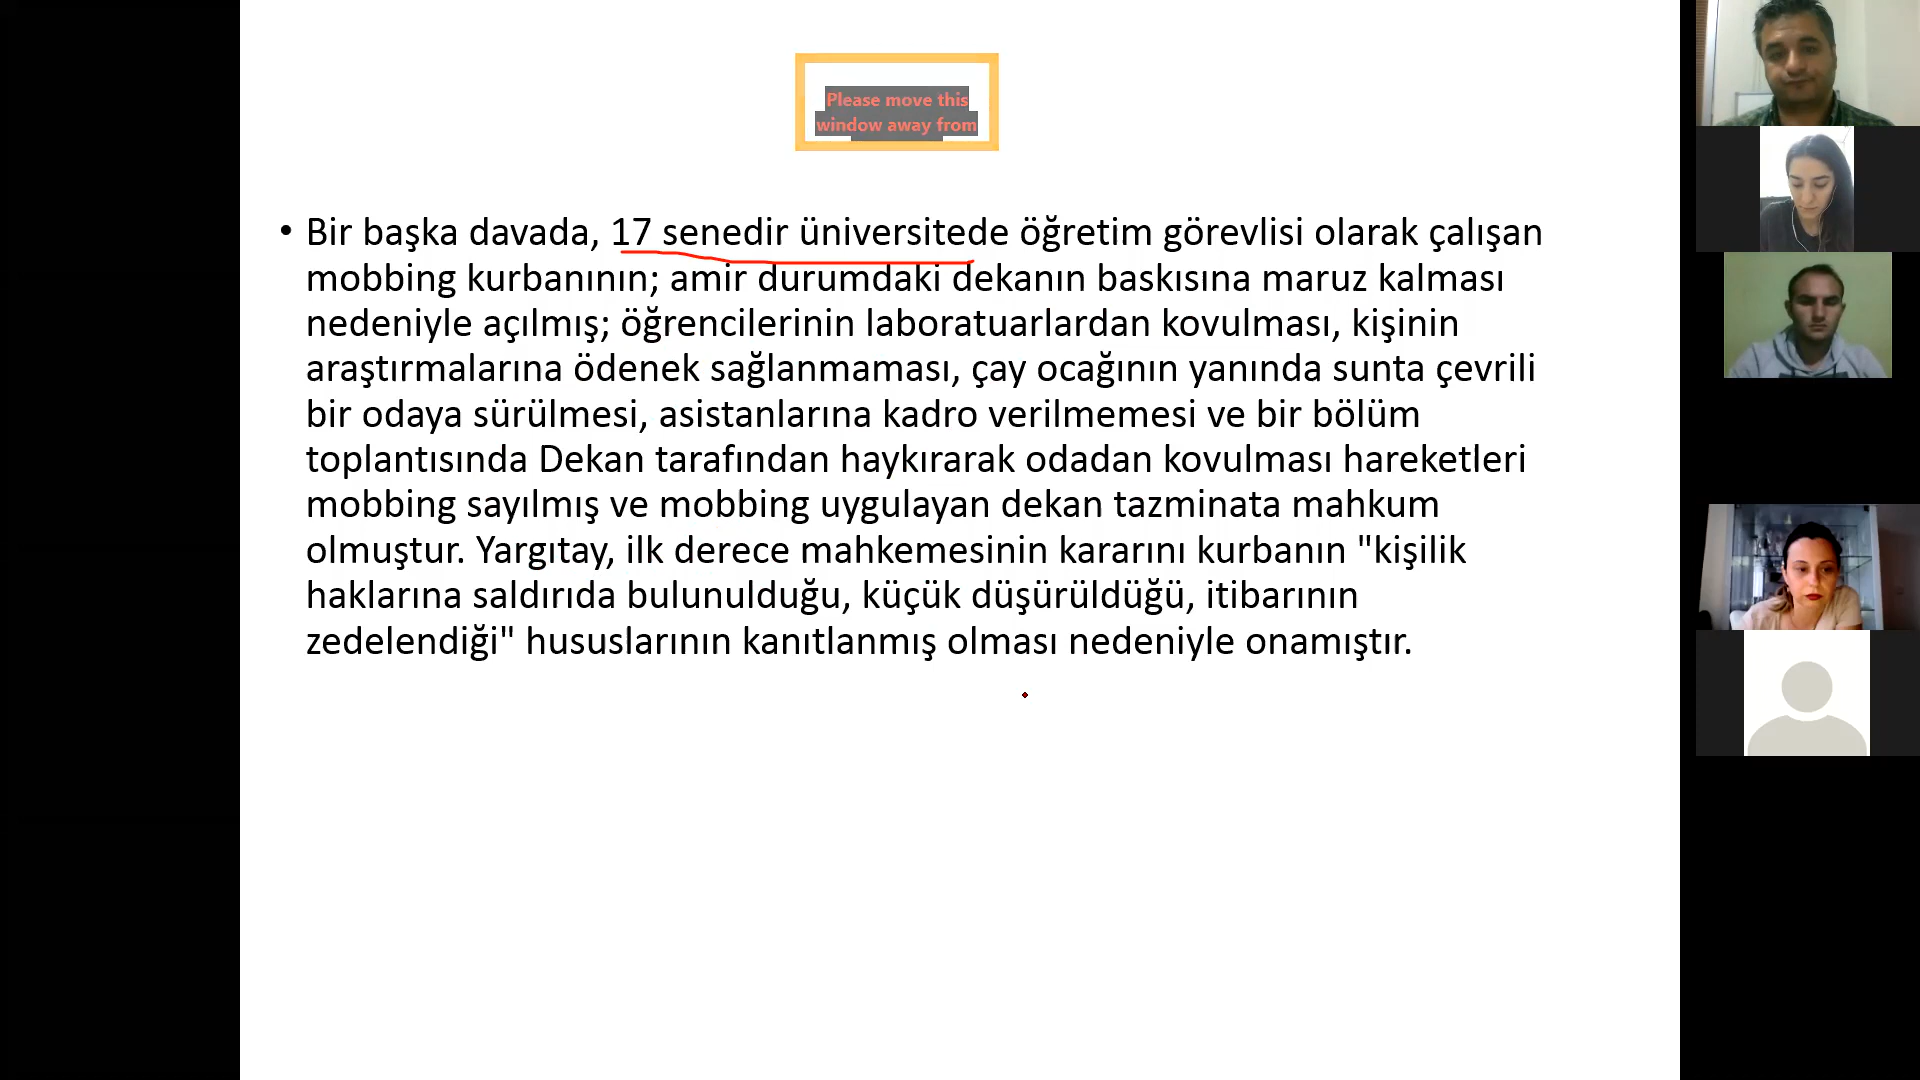 Please move this
window away from
• Bir başka davada, 17 senedir üniversitede öğretim görevlisi olarak çalışan
mobbing kurbanının; amir durumdaki dekanın baskısına maruz kalması
nedeniyle açılmış; öğrencilerinin laboratuarlardan kovulması, kişinin
araştırmalarına ödenek sağlanmaması, çay ocağının yanında sunta çevrili
bir odaya sürülmesi, asistanlarına kadro verilmemesi ve bir bölüm
toplantısında Dekan tarafından haykırarak odadan kovulması hareketleri
mobbing sayılmış ve mobbing uygulayan dekan tazminata mahkum
olmuştur. Yargıtay, ilk derece mahkemesinin kararını kurbanın "kişilik
haklarına saldırıda bulunulduğu, küçük düşürüldüğü, itibarının
zedelendiği" hususlarının kanıtlanmış olması nedeniyle onamıştır.